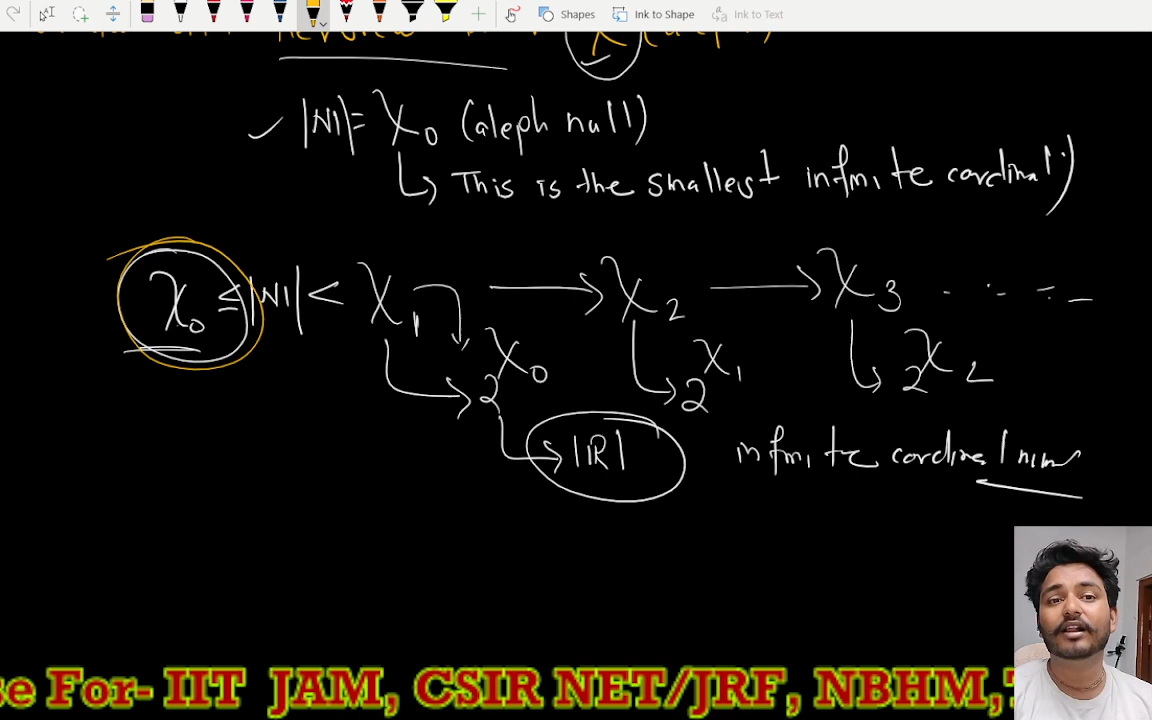 Shapes Ink to Shape Ink to Text
|N| = ℵ0 (aleph null)
This is the smallest infinite cardinal)
ℵ0 ≤ |N| < ℵ1 → ℵ2 → ℵ3 . . . . –
2^ℵ0 2^ℵ1 2^ℵ2
|R| infinite cardinal num
se For- IIT JAM, CSIR NET/JRF, NBHM,